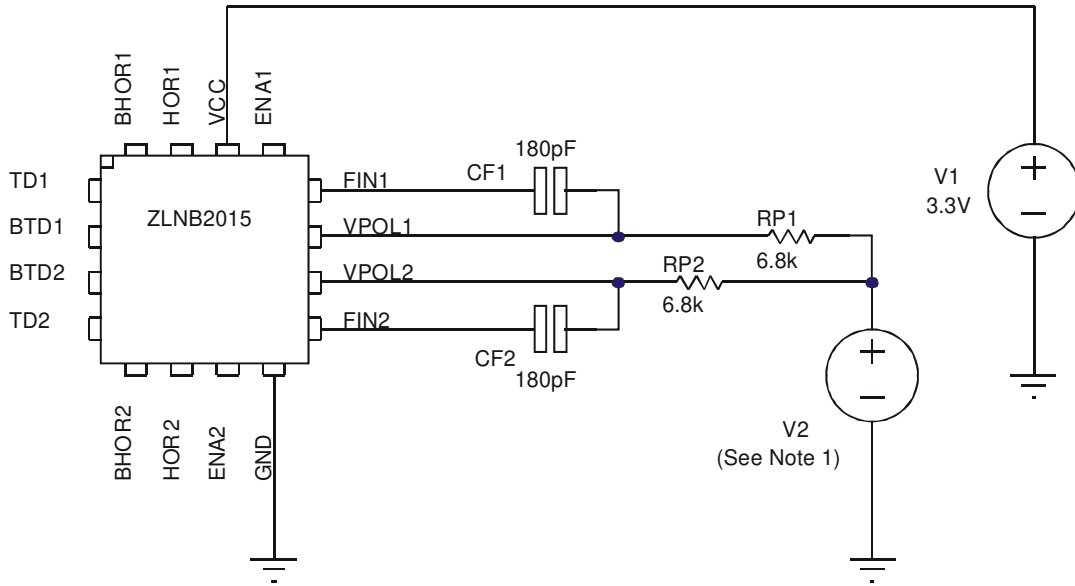 BHOR1
HOR1
VCC
ENA1
TD1
BTD1
BTD2
TD2
ZLNB2015
FIN1
VPOL1
VPOL2
FIN2
180pF
CF1
RP1
6.8k
RP2
6.8k
CF2
180pF
V1
3.3V
+
–
+
–
V2
(See Note 1)
BHOR2
HOR2
ENA2
GND